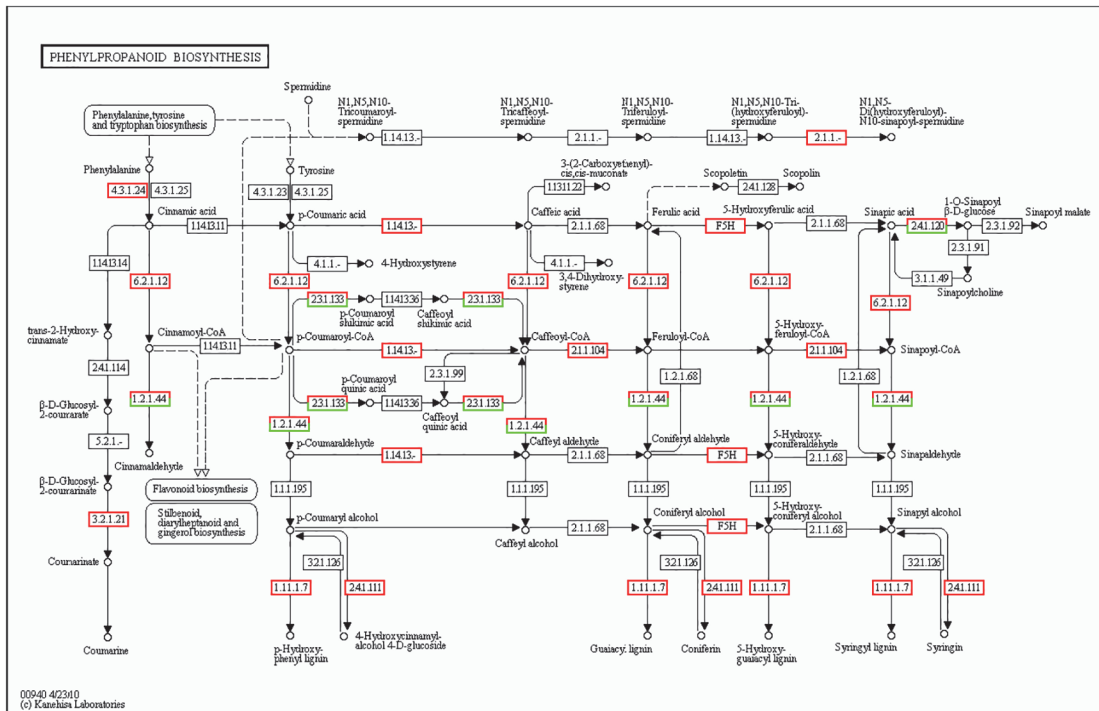 PHENYLPROPANOID BIOSYNTHESIS
Spermidine
N1,N5,N10-
Tricoumaroyl-
spermidine
N1,N5,N10-
Tricaffeoyl-
spermidine
N1,N5,N10-
Triferuloyl-
spermidine
N1,N5,N10-Tri-
(hydroxyferuloyl)-
spermidine
N1,N5-
Di(hydroxyferuloyl)-
N10-sinapoyl-spermidine
Phenylalanine, tyrosine
and tryptophan biosynthesis
1.14.13.-
2.1.1.-
1.14.13.-
2.1.1.-
Phenylalanine
Tyrosine
3-(2-Carboxyethenyl)-
cis,cis-muconate
Scopoletin
Scopolin
4.3.1.24
4.3.1.25
4.3.1.23
4.3.1.25
1.13.11.22
2.4.1.128
Cinnamic acid
p-Coumaric acid
Caffeic acid
Ferulic acid
5-Hydroxyferulic acid
Sinapic acid
1-O-Sinapoyl
β-D-glucose
Sinapoyl malate
1.14.13.11
1.14.13.-
2.1.1.68
F5H
2.1.1.68
2.4.1.120
2.3.1.92
2.3.1.91
1.14.13.14
4.1.1.-
4-Hydroxystyrene
4.1.1.-
3,4-Dihydroxy-
styrene
3.1.1.49
Sinapoylcholine
6.2.1.12
6.2.1.12
6.2.1.12
6.2.1.12
6.2.1.12
6.2.1.12
2.3.1.133
1.14.13.36
2.3.1.133
p-Coumaroyl
shikimic acid
Caffeoyl
shikimic acid
trans-2-Hydroxy-
cinnamate
Cinnamoyl-CoA
p-Coumaroyl-CoA
Caffeoyl-CoA
Feruloyl-CoA
5-Hydroxy-
feruloyl-CoA
Sinapoyl-CoA
1.14.13.11
1.14.13.-
2.1.1.104
2.1.1.104
2.4.1.114
2.3.1.99
1.2.1.68
1.2.1.68
p-Coumaroyl
quinic acid
2.3.1.133
1.14.13.36
2.3.1.133
Caffeoyl
quinic acid
1.2.1.44
1.2.1.44
1.2.1.44
1.2.1.44
1.2.1.44
1.2.1.44
β-D-Glucosyl-
2-coumarate
5.2.1.-
Cinnamaldehyde
p-Coumaraldehyde
Caffeyl aldehyde
Coniferyl aldehyde
5-Hydroxy-
coniferaldehyde
Sinapaldehyde
1.14.13.-
2.1.1.68
F5H
2.1.1.68
β-D-Glucosyl-
2-coumarinate
Flavonoid biosynthesis
Stilbenoid,
diarylheptanoid and
gingerol biosynthesis
1.1.1.195
1.1.1.195
1.1.1.195
1.1.1.195
1.1.1.195
3.2.1.21
p-Coumaryl alcohol
Caffeyl alcohol
Coniferyl alcohol
5-Hydroxy-
coniferyl alcohol
Sinapyl alcohol
2.1.1.68
F5H
2.1.1.68
Coumarinate
3.2.1.126
3.2.1.126
3.2.1.126
1.11.1.7
2.4.1.111
1.11.1.7
2.4.1.111
1.11.1.7
1.11.1.7
2.4.1.111
Coumarine
p-Hydroxy-
phenyl lignin
4-Hydroxycinnamyl-
alcohol 4-D-glucoside
Guaiacyl lignin
Coniferin
5-Hydroxy-
guaiacyl lignin
Syringyl lignin
Syringin
00940 4/23/10
(c) Kanehisa Laboratories